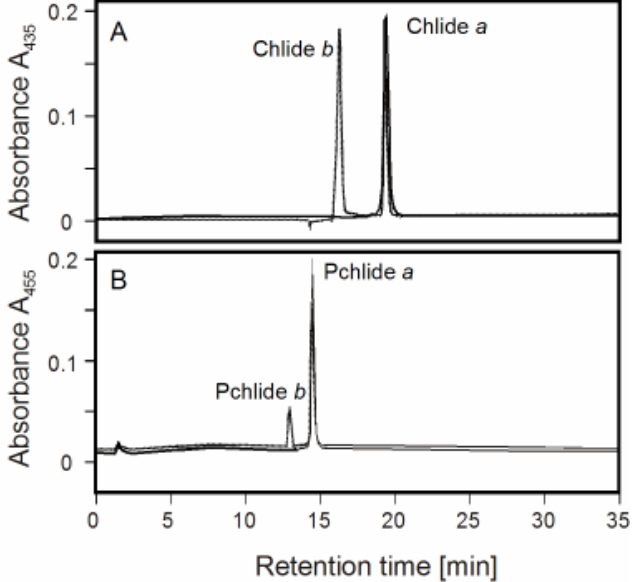 0.2
A
Chlide b
Chlide a
0.1
0
Absorbance A435
0.2
B
Pchlide a
0.1
Pchlide b
0
Absorbance A455
0 5 10 15 20 25 30 35
Retention time [min]